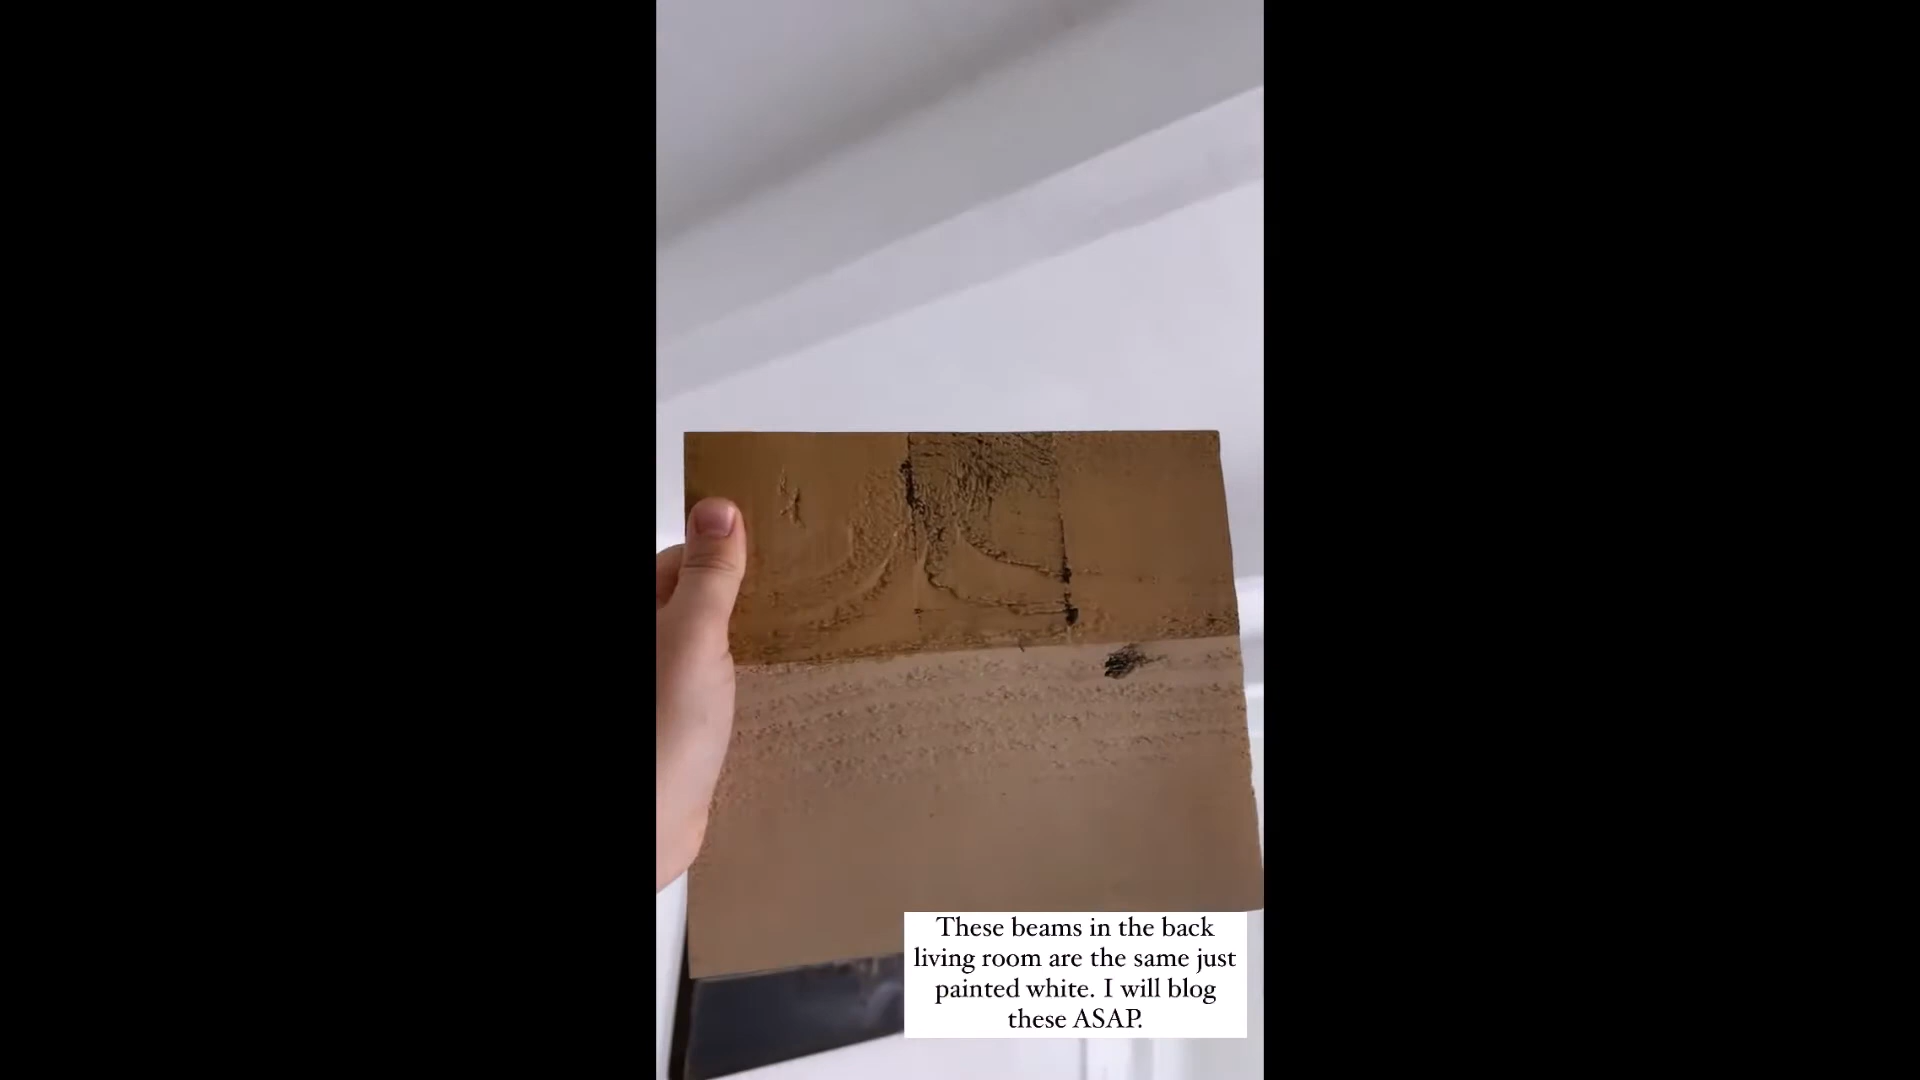 These beams in the back
living room are the same just
painted white. I will blog
these ASAP.